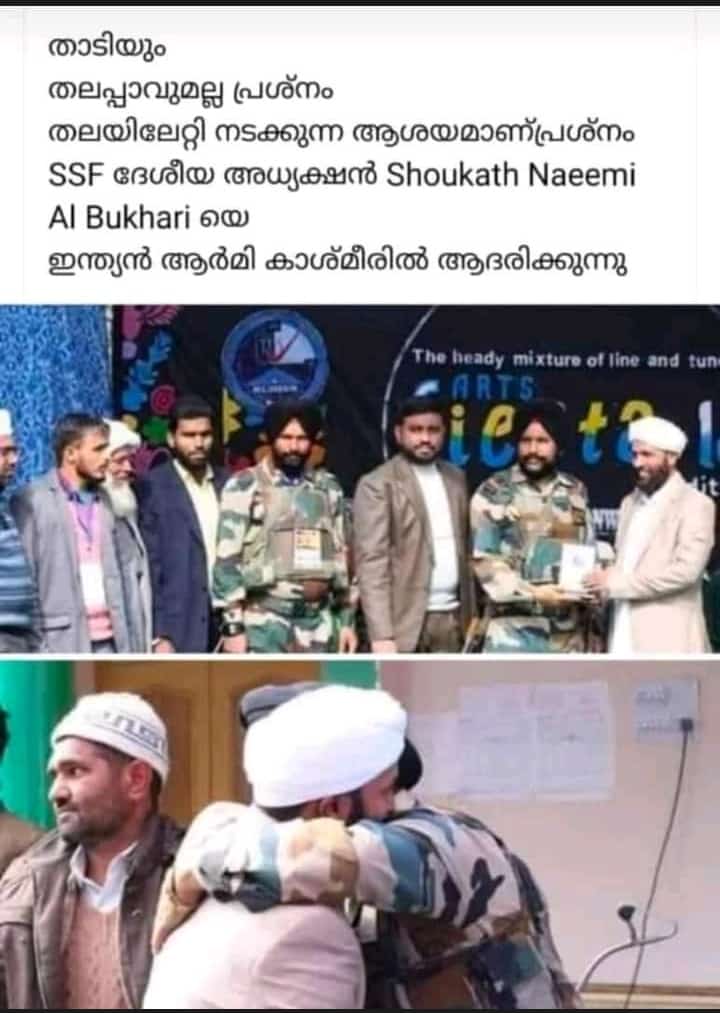 താടിയും
തലപ്പാവുമല്ല പ്രശ്നം
തലയിലേറ്റി നടക്കുന്ന ആശയമാണ്പ്രശ്നം
SSF ദേശീയ അധ്യക്ഷൻ Shoukath Naeemi
Al Bukhari യെ
ഇന്ത്യൻ ആർമി കാശ്മീരിൽ ആദരിക്കുന്നു
The heady mixture of line and tun
ARTS